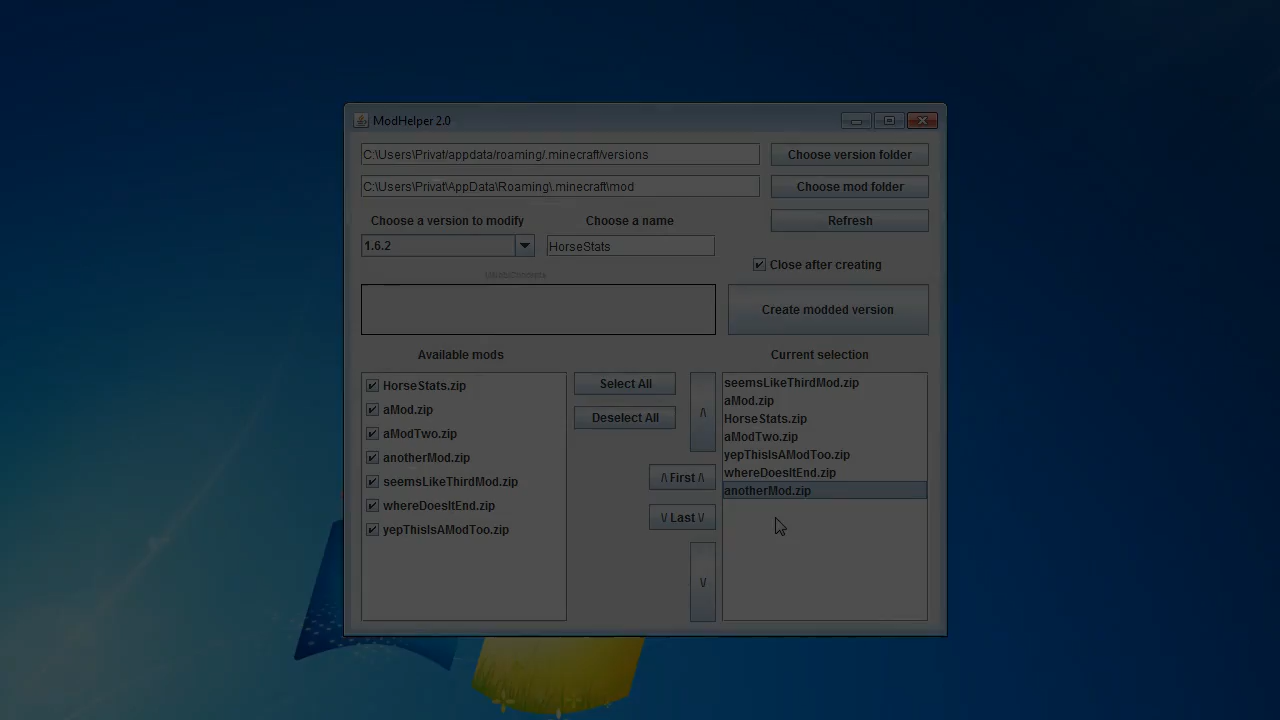 ModHelper 2.0
C:\Users\Privat/appdata/roaming/.minecraft/versions
Choose version folder
C:\Users\Privat\AppData\Roaming\.minecraft\mod
Choose mod folder
Choose a version to modify
Choose a name
Refresh
1.6.2
HorseStats
Close after creating
Create modded version
Available mods
Current selection
HorseStats.zip
aMod.zip
aModTwo.zip
anotherMod.zip
seemsLikeThirdMod.zip
whereDoesItEnd.zip
yepThisIsAModToo.zip
Select All
Deselect All
/\
/\ First /\
\/ Last \/
\/
seemsLikeThirdMod.zip
aMod.zip
HorseStats.zip
aModTwo.zip
yepThisIsAModToo.zip
whereDoesItEnd.zip
anotherMod.zip